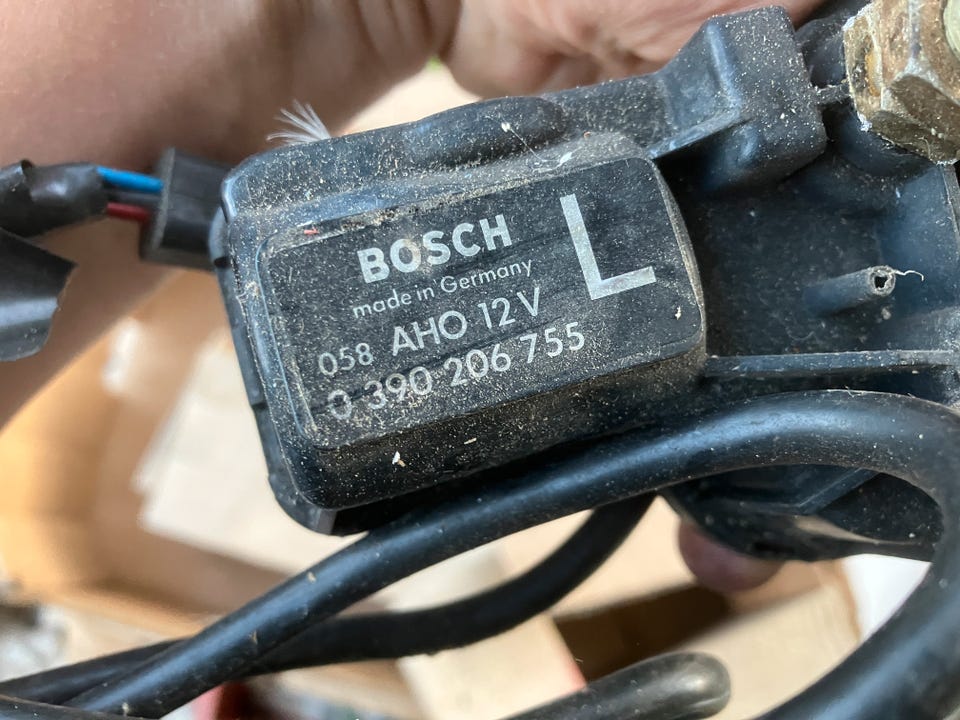 BOSCH
made in Germany
L
058 AHO 12 V
0 390 206 755